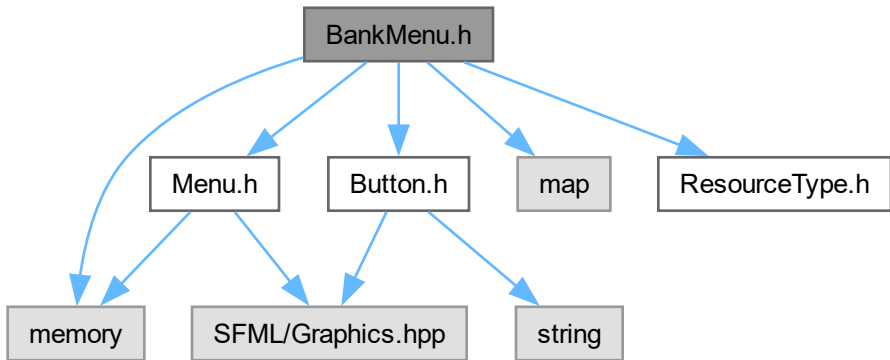 BankMenu.h
Menu.h
Button.h
map
ResourceType.h
memory
SFML/Graphics.hpp
string